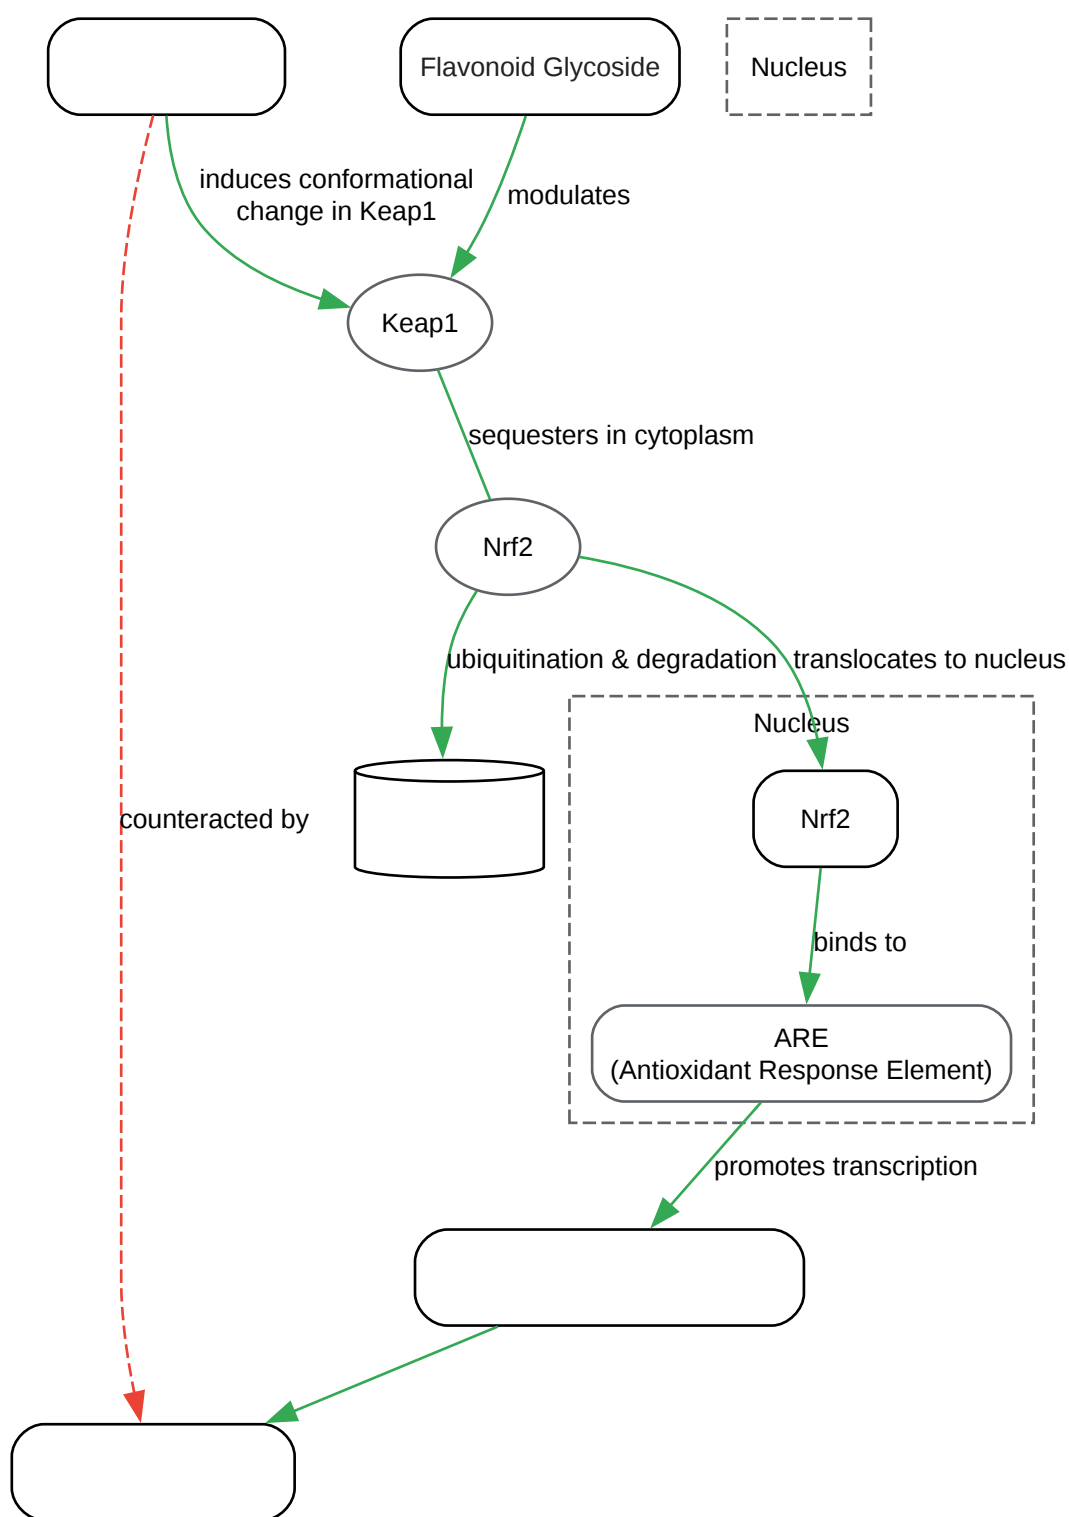 Flavonoid Glycoside
Nucleus
induces conformational
change in Keap1
modulates
Keap1
sequesters in cytoplasm
Nrf2
ubiquitination & degradation
translocates to nucleus
Nucleus
counteracted by
Nrf2
binds to
ARE
(Antioxidant Response Element)
promotes transcription